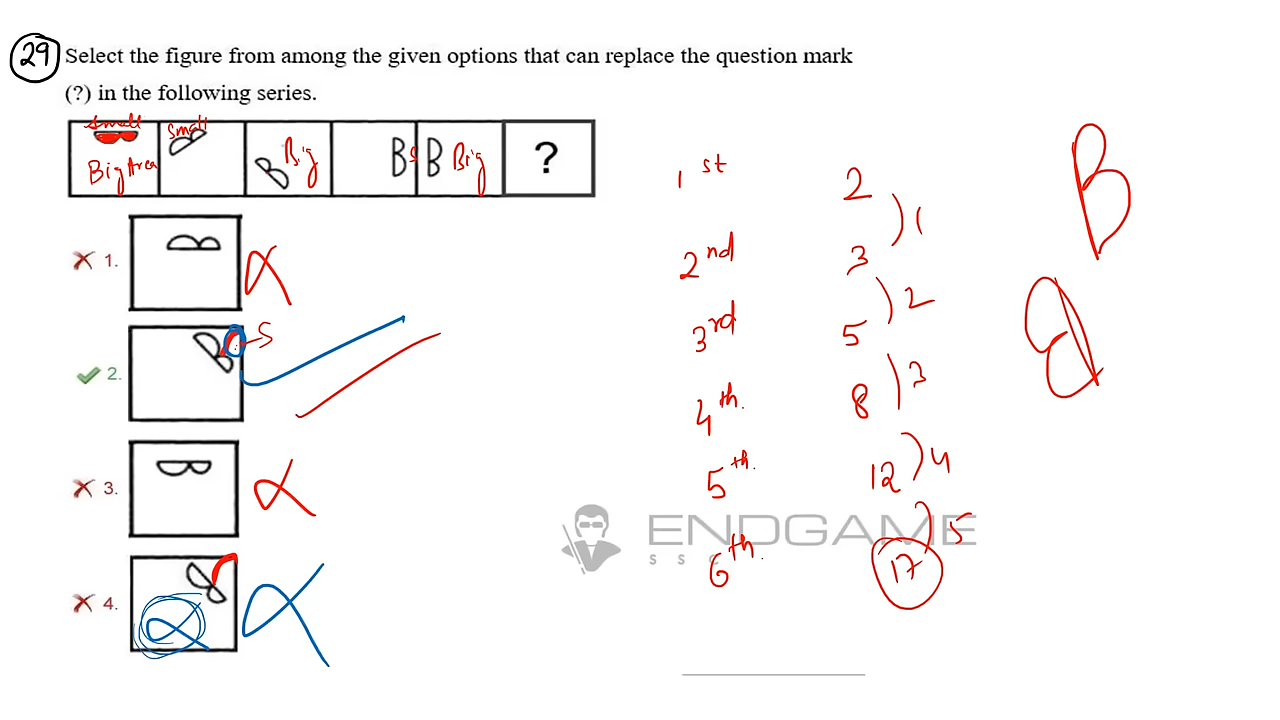 29 Select the figure from among the given options that can replace the question mark
(?) in the following series.
Small Small
Big Area Big B S B Big ?
1.
2. S
3.
4.
1st 2
) 1
2nd 3
) 2
3rd 5
) 3
4th. 8
) 4
5th. 12
) 5
6th. 17
B
ENDGAME
S S C